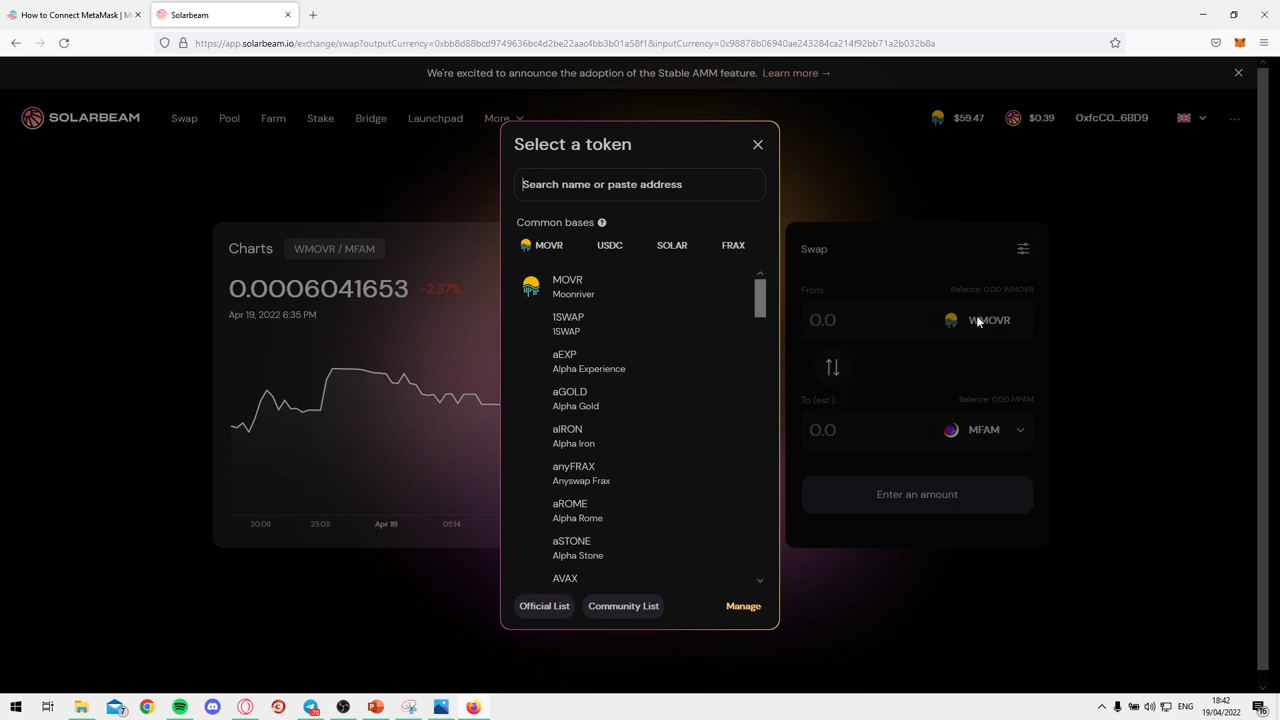 How to Connect MetaMask | M
Solarbeam
https://app.solarbeam.io/exchange/swap?outputCurrency=0xbb8d88bcd9749636bc4d2be22aac4bb3b01a58f1&inputCurrency=0x98878b06940ae243284ca214f92bb71a2b032b8a
We're excited to announce the adoption of the Stable AMM feature. Learn more →
SOLARBEAM
Swap
Pool
Farm
Stake
Bridge
Launchpad
More
$59.47
$0.39
0xfcC0...6BD9
Select a token
Search name or paste address
Common bases
MOVR
USDC
SOLAR
FRAX
MOVR
Moonriver
1SWAP
1SWAP
aEXP
Alpha Experience
aGOLD
Alpha Gold
aIRON
Alpha Iron
anyFRAX
Anyswap Frax
aROME
Alpha Rome
aSTONE
Alpha Stone
AVAX
Official List
Community List
Manage
Charts
WMOVR / MFAM
0.0006041653
-2.37%
Apr 19, 2022 6:35 PM
20:08
23:05
Apr 19
05:14
Swap
From:
Balance: 0.00 WMOVR
0.0
WMOVR
To (est.):
Balance: 0.00 MFAM
0.0
MFAM
Enter an amount
7
ENG
18:42
19/04/2022
16